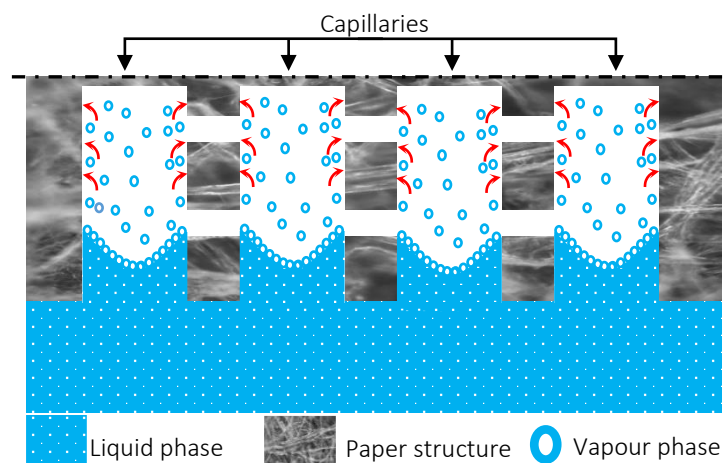 Capillaries
Liquid phase
Paper structure
Vapour phase